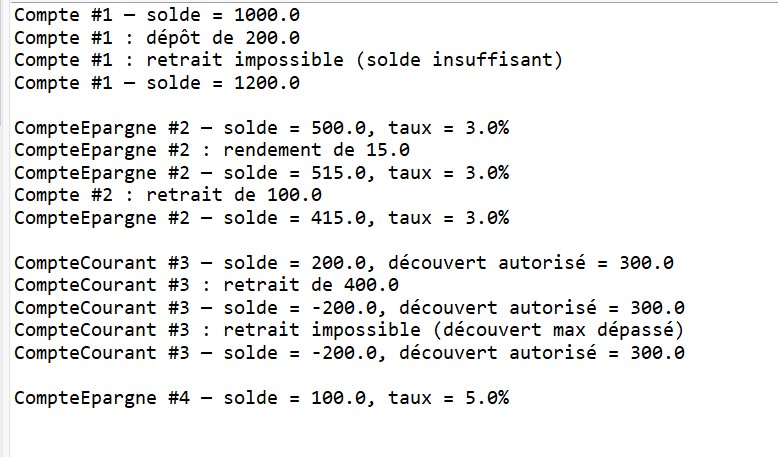 Compte #1 – solde = 1000.0
Compte #1 : dépôt de 200.0
Compte #1 : retrait impossible (solde insuffisant)
Compte #1 – solde = 1200.0
CompteEpargne #2 – solde = 500.0, taux = 3.0%
CompteEpargne #2 : rendement de 15.0
CompteEpargne #2 – solde = 515.0, taux = 3.0%
Compte #2 : retrait de 100.0
CompteEpargne #2 – solde = 415.0, taux = 3.0%
CompteCourant #3 – solde = 200.0, découvert autorisé = 300.0
CompteCourant #3 : retrait de 400.0
CompteCourant #3 – solde = -200.0, découvert autorisé = 300.0
CompteCourant #3 : retrait impossible (découvert max dépassé)
CompteCourant #3 – solde = -200.0, découvert autorisé = 300.0
CompteEpargne #4 – solde = 100.0, taux = 5.0%